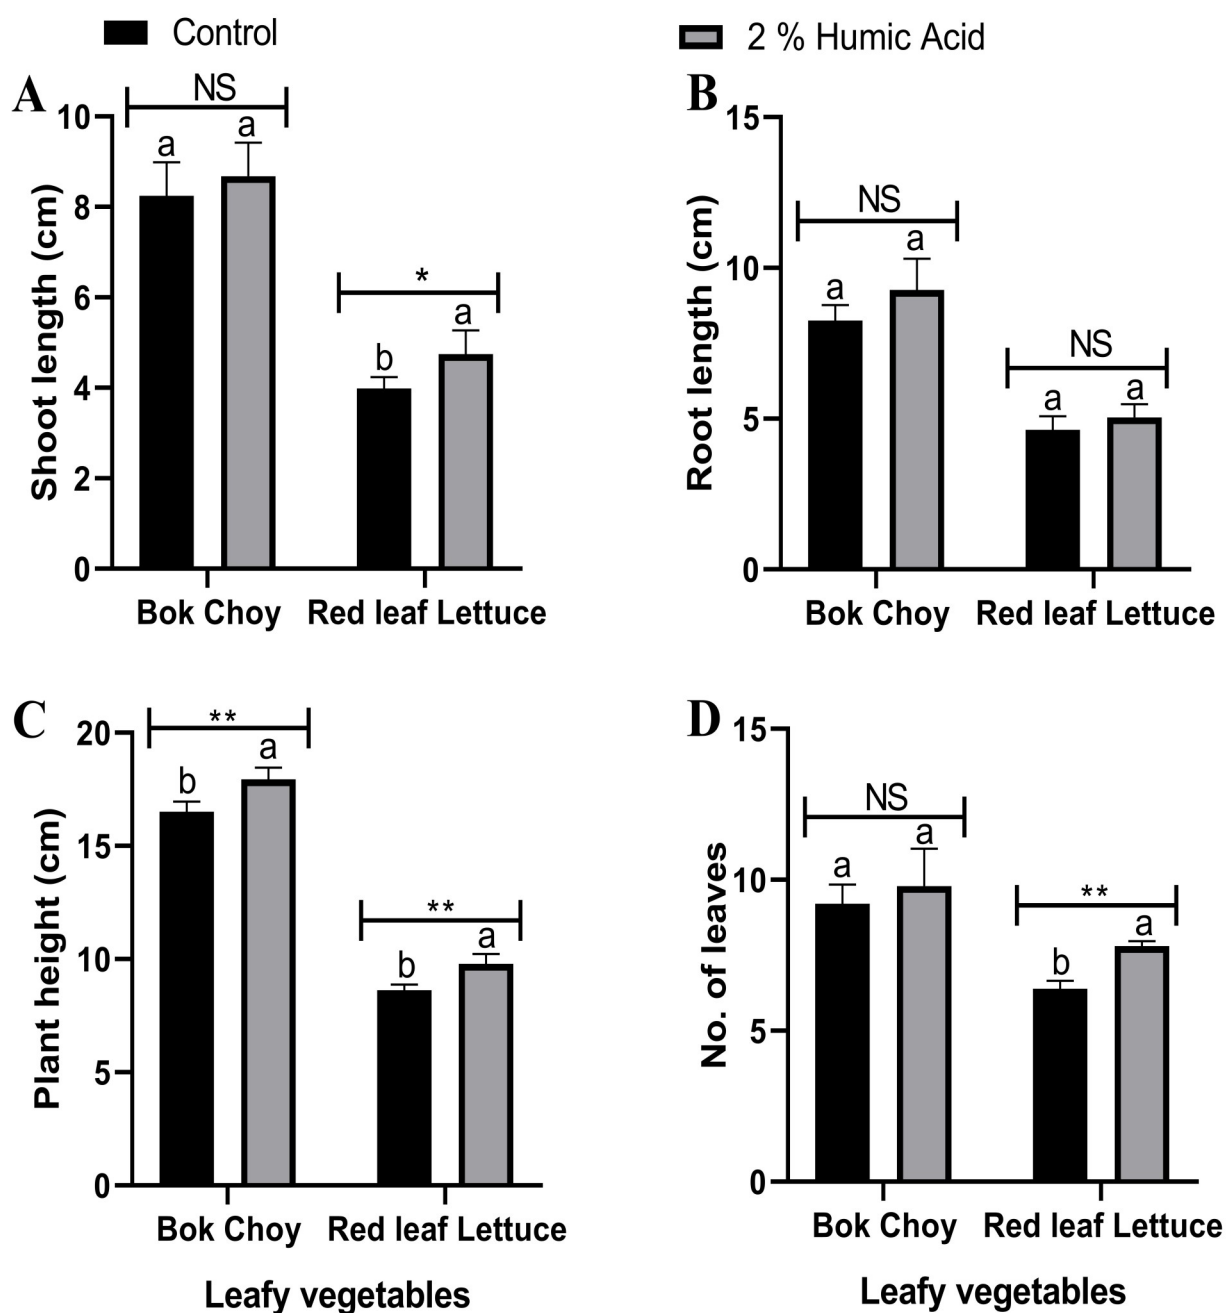 Control
2 % Humic Acid
A
NS
10
8
6
4
2
0
a
a
*
b
a
Shoot length (cm)
Bok Choy
Red leaf Lettuce
B
15
10
5
0
NS
a
a
NS
a
a
Root length (cm)
Bok Choy
Red leaf Lettuce
C
20
15
10
5
0
**
b
a
**
b
a
Plant height (cm)
Bok Choy
Red leaf Lettuce
Leafy vegetables
D
15
10
5
0
NS
a
a
**
b
a
No. of leaves
Bok Choy
Red leaf Lettuce
Leafy vegetables